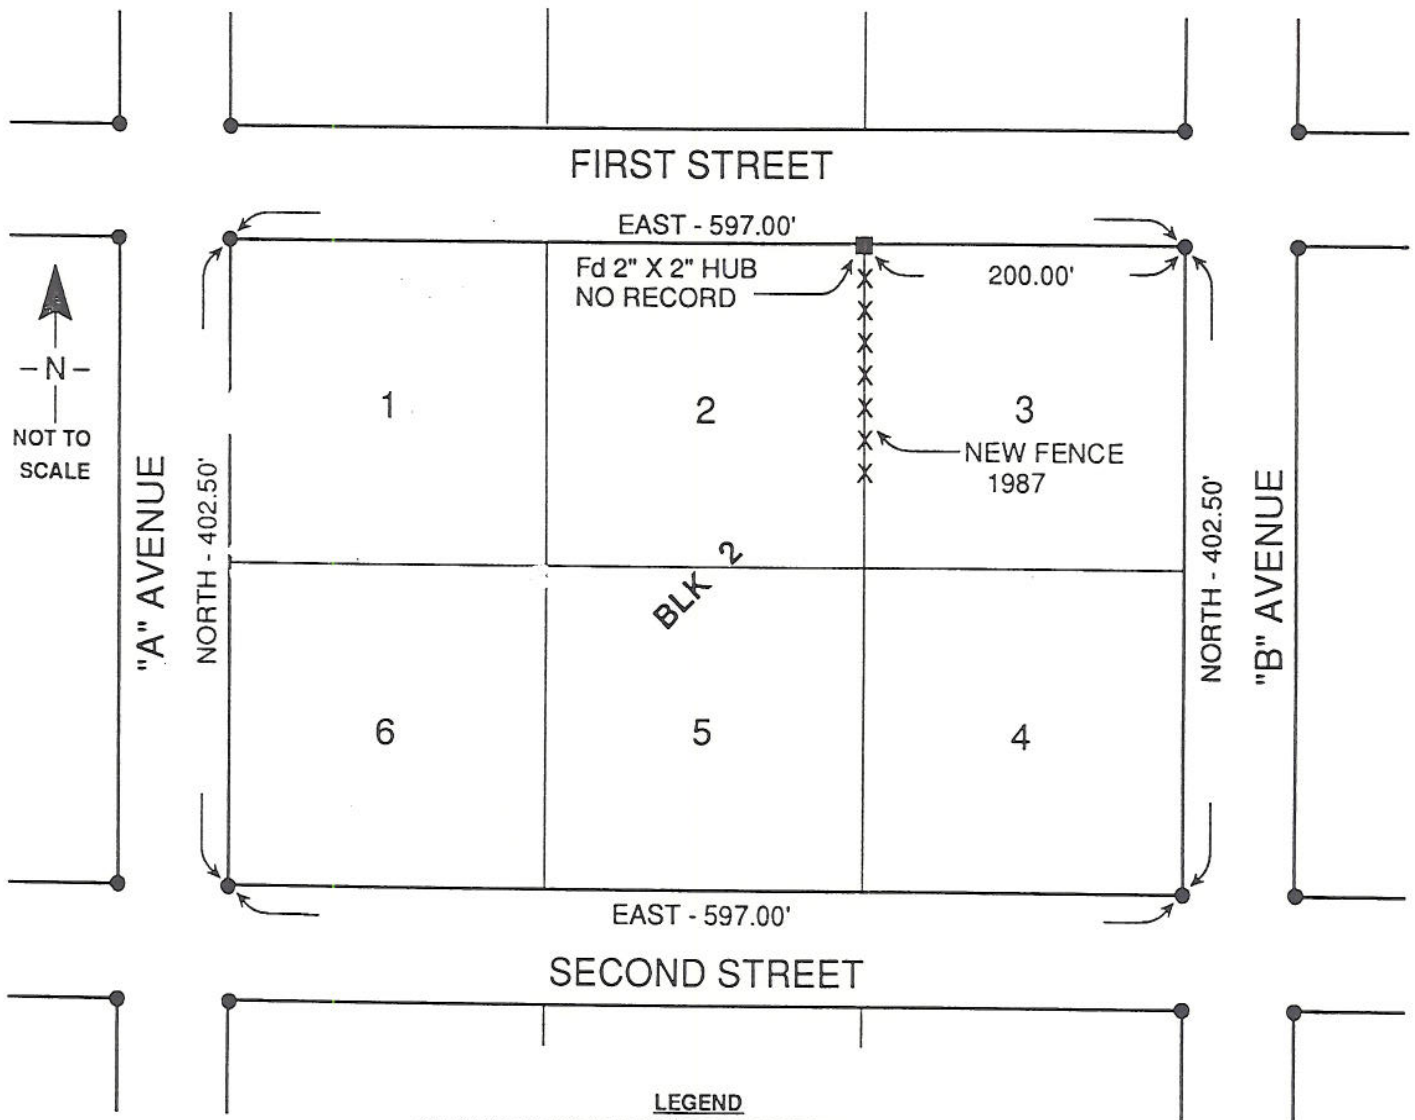 FIRST STREET
EAST - 597.00'
Fd 2" X 2" HUB
NO RECORD
200.00'
- N -
NOT TO
SCALE
1
2
3
NEW FENCE
1987
"A" AVENUE
NORTH - 402.50'
BLK 2
NORTH - 402.50'
"B" AVENUE
6
5
4
EAST - 597.00'
SECOND STREET
LEGEND